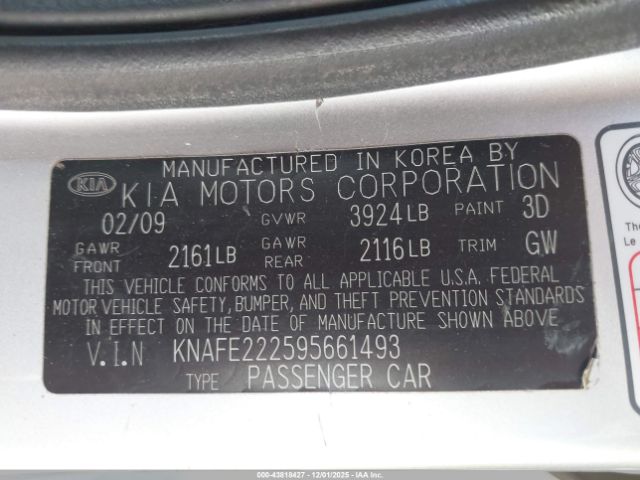 MANUFACTURED IN KOREA BY
KIA KIA MOTORS CORPORATION
02/09 GVWR 3924LB PAINT 3D
GAWR FRONT 2161LB GAWR REAR 2116LB TRIM GW
THIS VEHICLE CONFORMS TO ALL APPLICABLE U.S.A. FEDERAL
MOTOR VEHICLE SAFETY, BUMPER, AND THEFT PREVENTION STANDARDS
IN EFFECT ON THE DATE OF MANUFACTURE SHOWN ABOVE
V.I.N KNAFE222595661493
TYPE PASSENGER CAR
The
Le
000-43818427 - 12/01/2025 - IAA Inc.